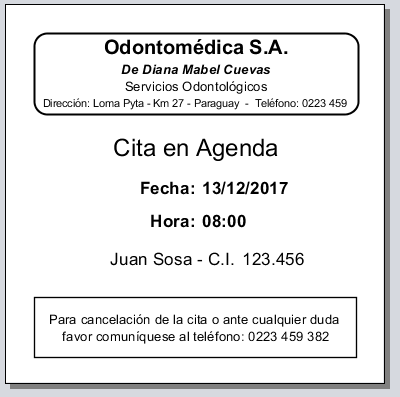 Odontomédica S.A.
De Diana Mabel Cuevas
Servicios Odontológicos
Dirección: Loma Pyta - Km 27 - Paraguay - Teléfono: 0223 459
Cita en Agenda
Fecha: 13/12/2017
Hora: 08:00
Juan Sosa - C.I. 123.456
Para cancelación de la cita o ante cualquier duda
favor comuníquese al teléfono: 0223 459 382